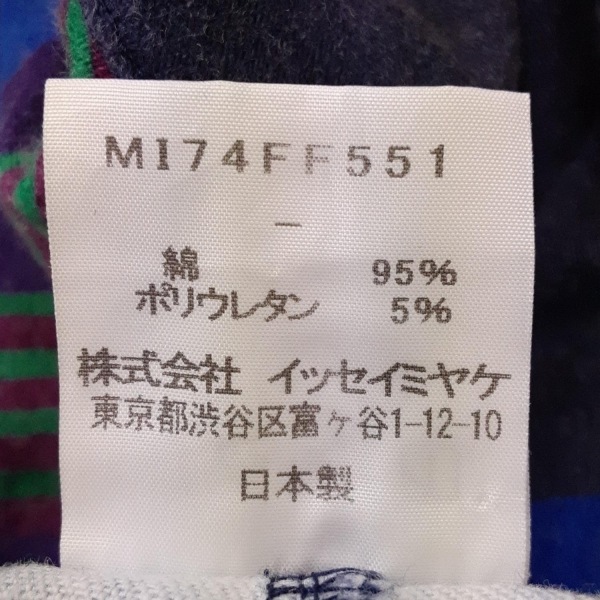 MI74FF551
-
綿 95%
ポリウレタン 5%
株式会社 イッセイミヤケ
東京都渋谷区富ヶ谷1-12-10
日本製